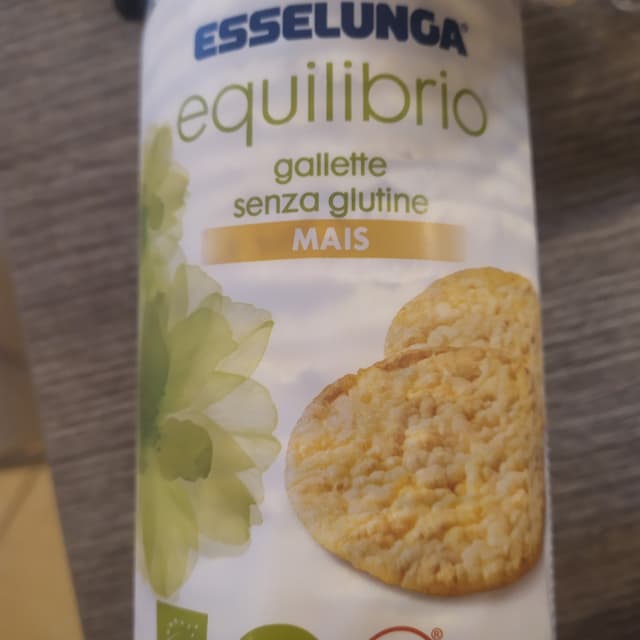 ESSELUNGA®
equilibrio
gallette
senza glutine
MAIS
®